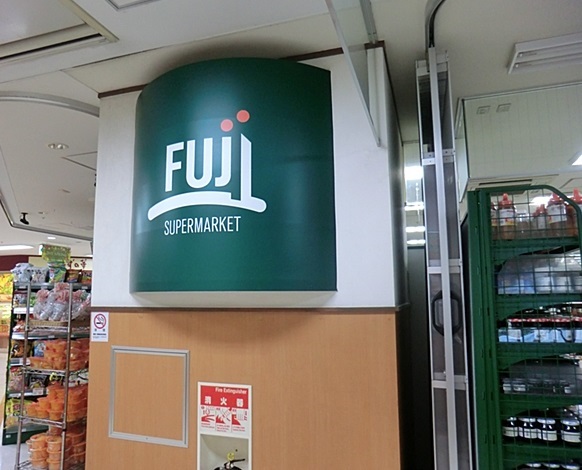 FUJI
SUPERMARKET
Fire Extinguisher
消火器